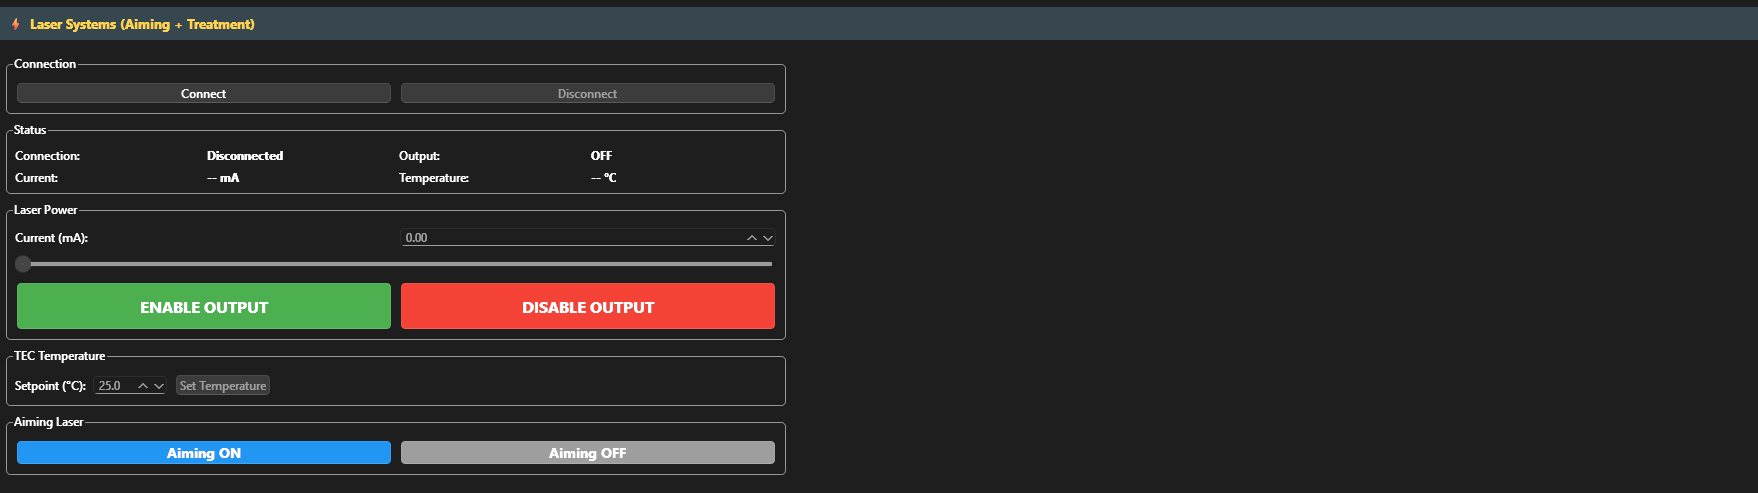 Laser Systems (Aiming + Treatment)
Connection
Connect Disconnect
Status
Connection: Disconnected Output: OFF
Current: -- mA Temperature: -- °C
Laser Power
Current (mA): 0.00
ENABLE OUTPUT DISABLE OUTPUT
TEC Temperature
Setpoint (°C): 25.0 Set Temperature
Aiming Laser
Aiming ON Aiming OFF